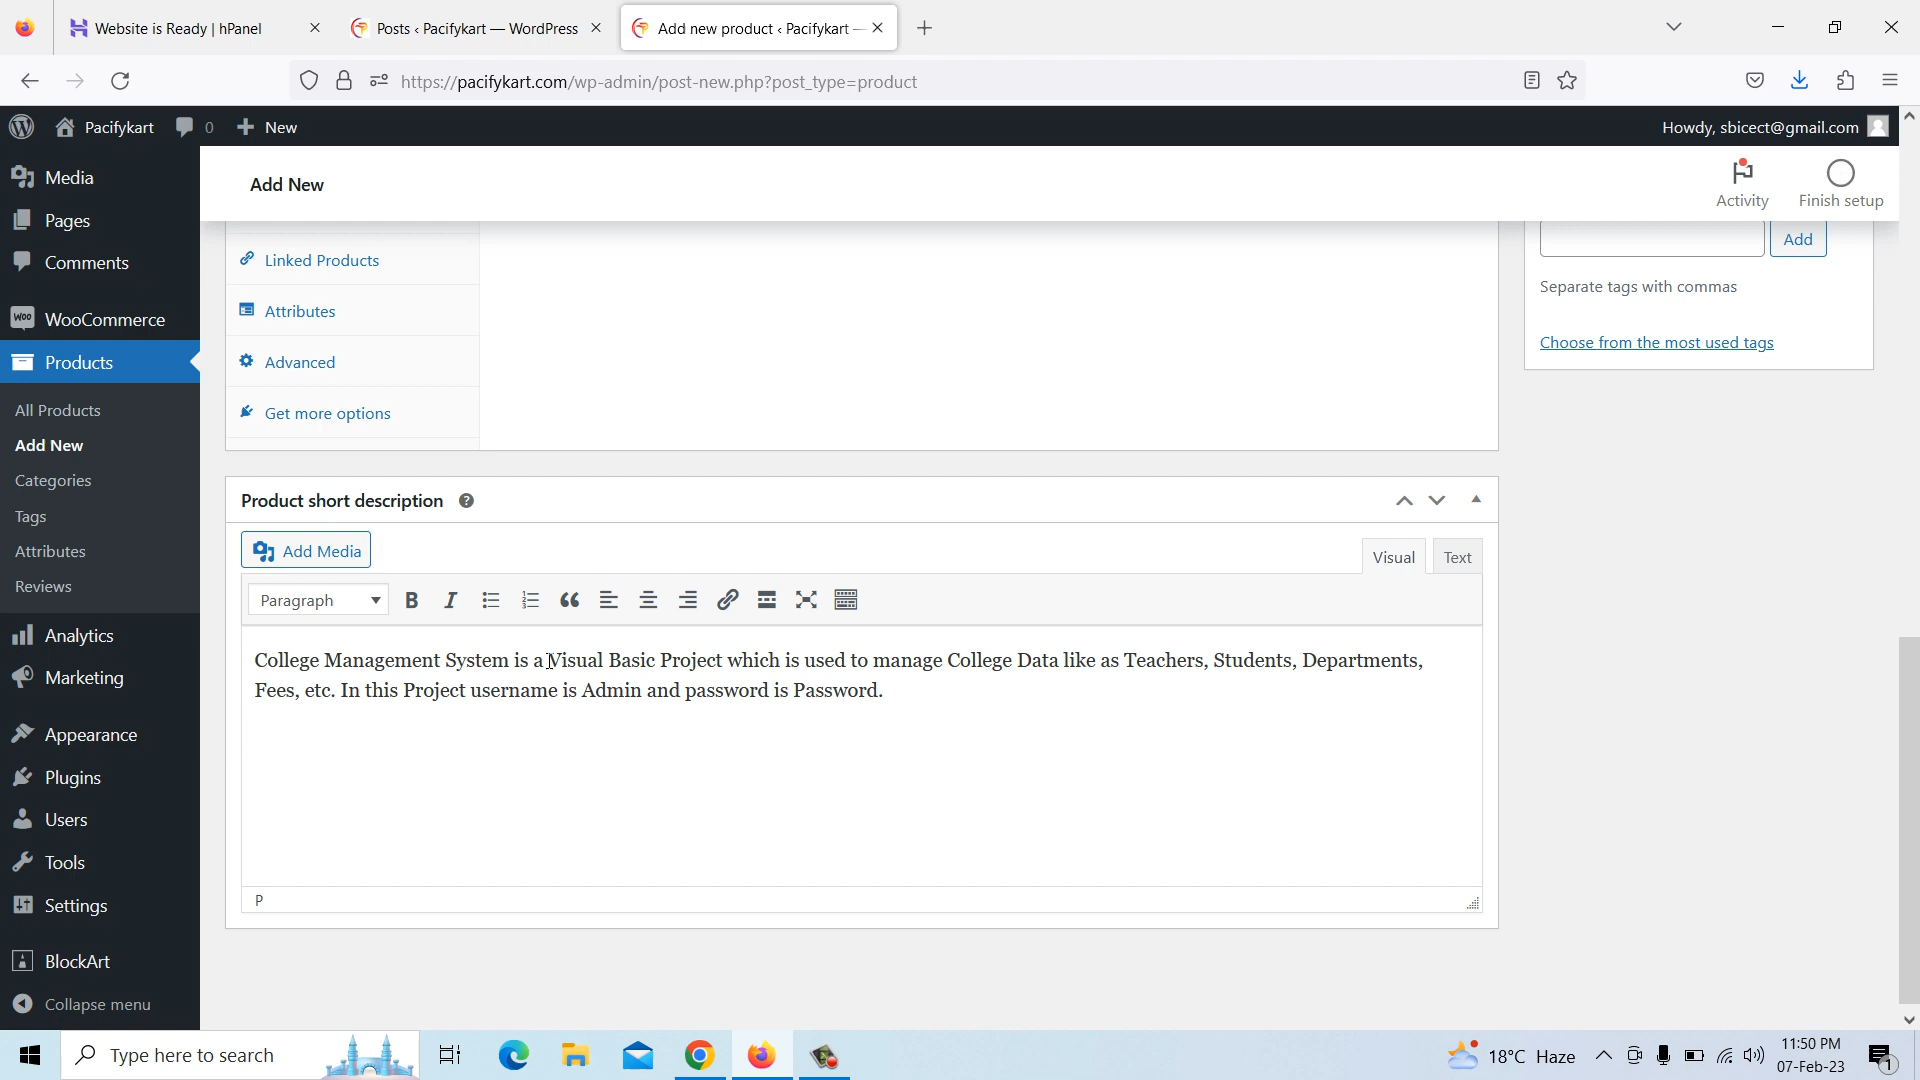 Website is Ready | hPanel
Posts ‹ Pacifykart — WordPress
Add new product ‹ Pacifykart —
https://pacifykart.com/wp-admin/post-new.php?post_type=product
Pacifykart
0
New
Howdy, sbicect@gmail.com
Media
Pages
Comments
WooCommerce
Products
All Products
Add New
Categories
Tags
Attributes
Reviews
Analytics
Marketing
Appearance
Plugins
Users
Tools
Settings
BlockArt
Collapse menu
Add New
Activity
Finish setup
Linked Products
Attributes
Advanced
Get more options
Add
Separate tags with commas
Choose from the most used tags
Product short description
Add Media
Visual
Text
Paragraph
College Management System is a Visual Basic Project which is used to manage College Data like as Teachers, Students, Departments,
Fees, etc. In this Project username is Admin and password is Password.
P
Type here to search
18°C Haze
11:50 PM
07-Feb-23
1